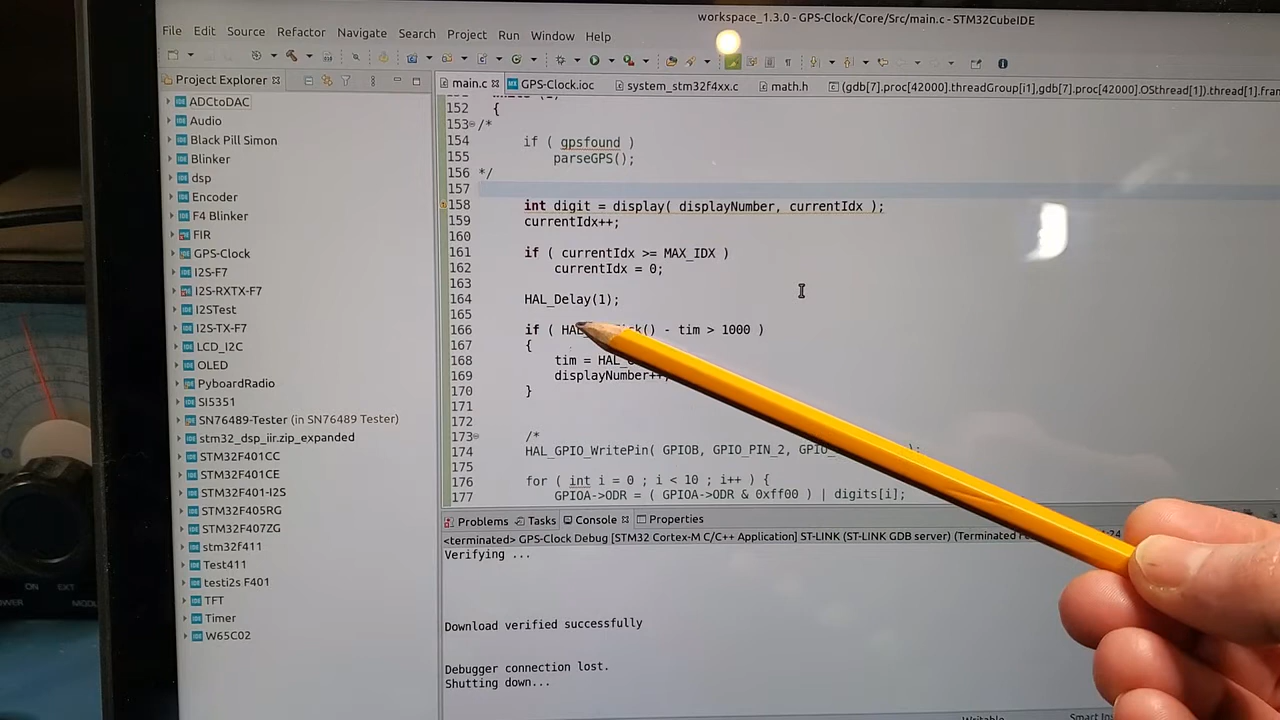 workspace_1.3.0 - GPS-Clock/Core/Src/main.c - STM32CubeIDE
File Edit Source Refactor Navigate Search Project Run Window Help
Project Explorer
main.c GPS-Clock.ioc system_stm32f4xx.c math.h (gdb[7].proc[42000].threadGroup[i1],gdb[7].proc[42000].OSthread[1]).thread[1].fram
ADCtoDAC
Audio
Black Pill Simon
Blinker
dsp
Encoder
F4 Blinker
FIR
GPS-Clock
I2S-F7
I2S-RXTX-F7
I2STest
I2S-TX-F7
LCD_I2C
OLED
PyboardRadio
SI5351
SN76489-Tester (in SN76489 Tester)
stm32_dsp_iir.zip_expanded
STM32F401CC
STM32F401CE
STM32F401-I2S
STM32F405RG
STM32F407ZG
stm32f411
Test411
testi2s F401
TFT
Timer
W65C02
152 {
153 /*
154 if ( gpsfound )
155 parseGPS();
156 */
157
158 int digit = display( displayNumber, currentIdx );
159 currentIdx++;
160
161 if ( currentIdx >= MAX_IDX )
162 currentIdx = 0;
163
164 HAL_Delay(1);
165
166 if ( () - tim > 1000 )
167 {
168 tim =
169 displayNumber++
170 }
171
172
173 /*
174 HAL_GPIO_WritePin( GPIOB, GPIO_PIN_2, );
175
176 for ( int i = 0 ; i < 10 ; i++ ) {
177 GPIOA->ODR = ( GPIOA->ODR & 0xff00 ) | digits[i];
Problems Tasks Console Properties
<terminated> GPS-Clock Debug [STM32 Cortex-M C/C++ Application] ST-LINK (ST-LINK GDB server) (Terminated
Verifying ...
Download verified successfully
Debugger connection lost.
Shutting down...
Writable
ON EXT